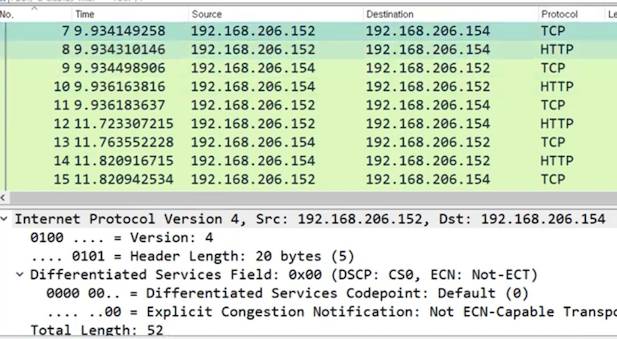 No. Time Source Destination Protocol Le
7 9.934149258 192.168.206.152 192.168.206.154 TCP
8 9.934310146 192.168.206.152 192.168.206.154 HTTP
9 9.934498906 192.168.206.154 192.168.206.152 TCP
10 9.936163816 192.168.206.154 192.168.206.152 HTTP
11 9.936183637 192.168.206.152 192.168.206.154 TCP
12 11.723307215 192.168.206.152 192.168.206.154 HTTP
13 11.763552228 192.168.206.154 192.168.206.152 TCP
14 11.820916715 192.168.206.154 192.168.206.152 HTTP
15 11.820942534 192.168.206.152 192.168.206.154 TCP
Internet Protocol Version 4, Src: 192.168.206.152, Dst: 192.168.206.154
0100 .... = Version: 4
.... 0101 = Header Length: 20 bytes (5)
Differentiated Services Field: 0x00 (DSCP: CS0, ECN: Not-ECT)
0000 00.. = Differentiated Services Codepoint: Default (0)
.... ..00 = Explicit Congestion Notification: Not ECN-Capable Transpo
Total Length: 52